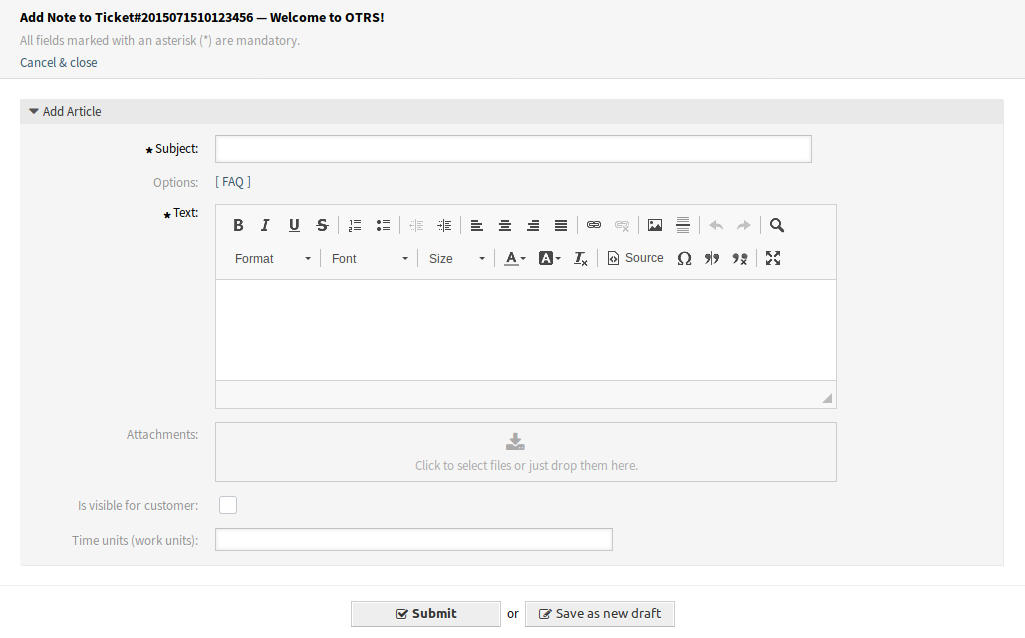 Add Note to Ticket#2015071510123456 — Welcome to OTRS!
All fields marked with an asterisk (*) are mandatory.
Cancel & close
Add Article
★ Subject:
Options: [ FAQ ]
★ Text:
B I U S
Format Font Size A A Tx Source Ω
Attachments: Click to select files or just drop them here.
Is visible for customer:
Time units (work units):
Submit or Save as new draft